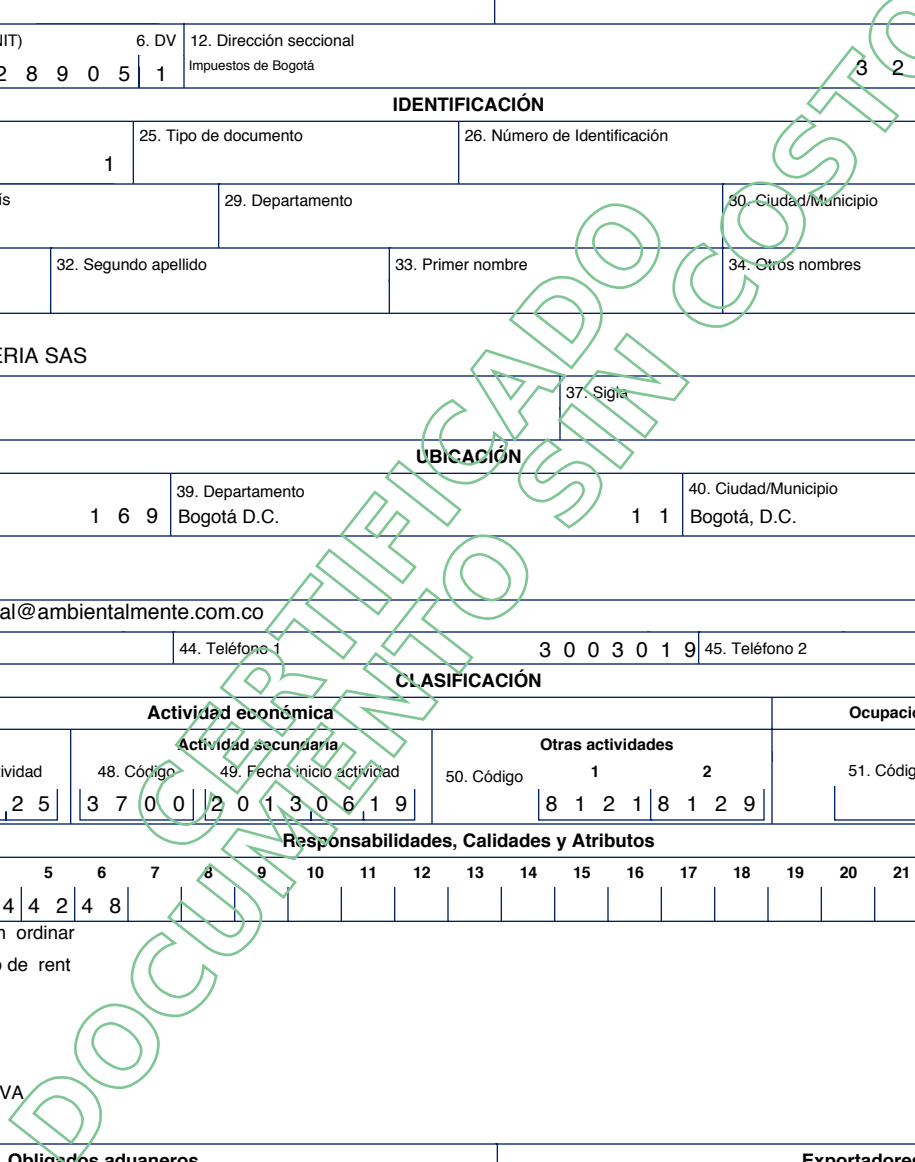 NIT) 6. DV 12. Dirección seccional
2 8 9 0 5 1 Impuestos de Bogotá 3 2
IDENTIFICACIÓN
25. Tipo de documento 26. Número de Identificación
1
ís 29. Departamento 30. Ciudad/Municipio
32. Segundo apellido 33. Primer nombre 34. Otros nombres
ERIA SAS
37. Sigla
UBICACIÓN
39. Departamento 40. Ciudad/Municipio
1 6 9 Bogotá D.C. 1 1 Bogotá, D.C.
al@ambientalmente.com.co
44. Teléfono 1 3 0 0 3 0 1 9 45. Teléfono 2
CLASIFICACIÓN
Actividad económica Ocupació
Actividad secundaria Otras actividades
ividad 48. Código 49. Fecha inicio actividad 50. Código 1 2 51. Códig
2 5 3 7 0 0 2 0 1 3 0 6 1 9 8 1 2 1 8 1 2 9
Responsabilidades, Calidades y Atributos
5 6 7 8 9 10 11 12 13 14 15 16 17 18 19 20 21
4 4 2 4 8
n ordinar
o de rent
VA
Obligados aduaneros Exportadores
CERTIFICADO
DOCUMENTO SIN COSTO